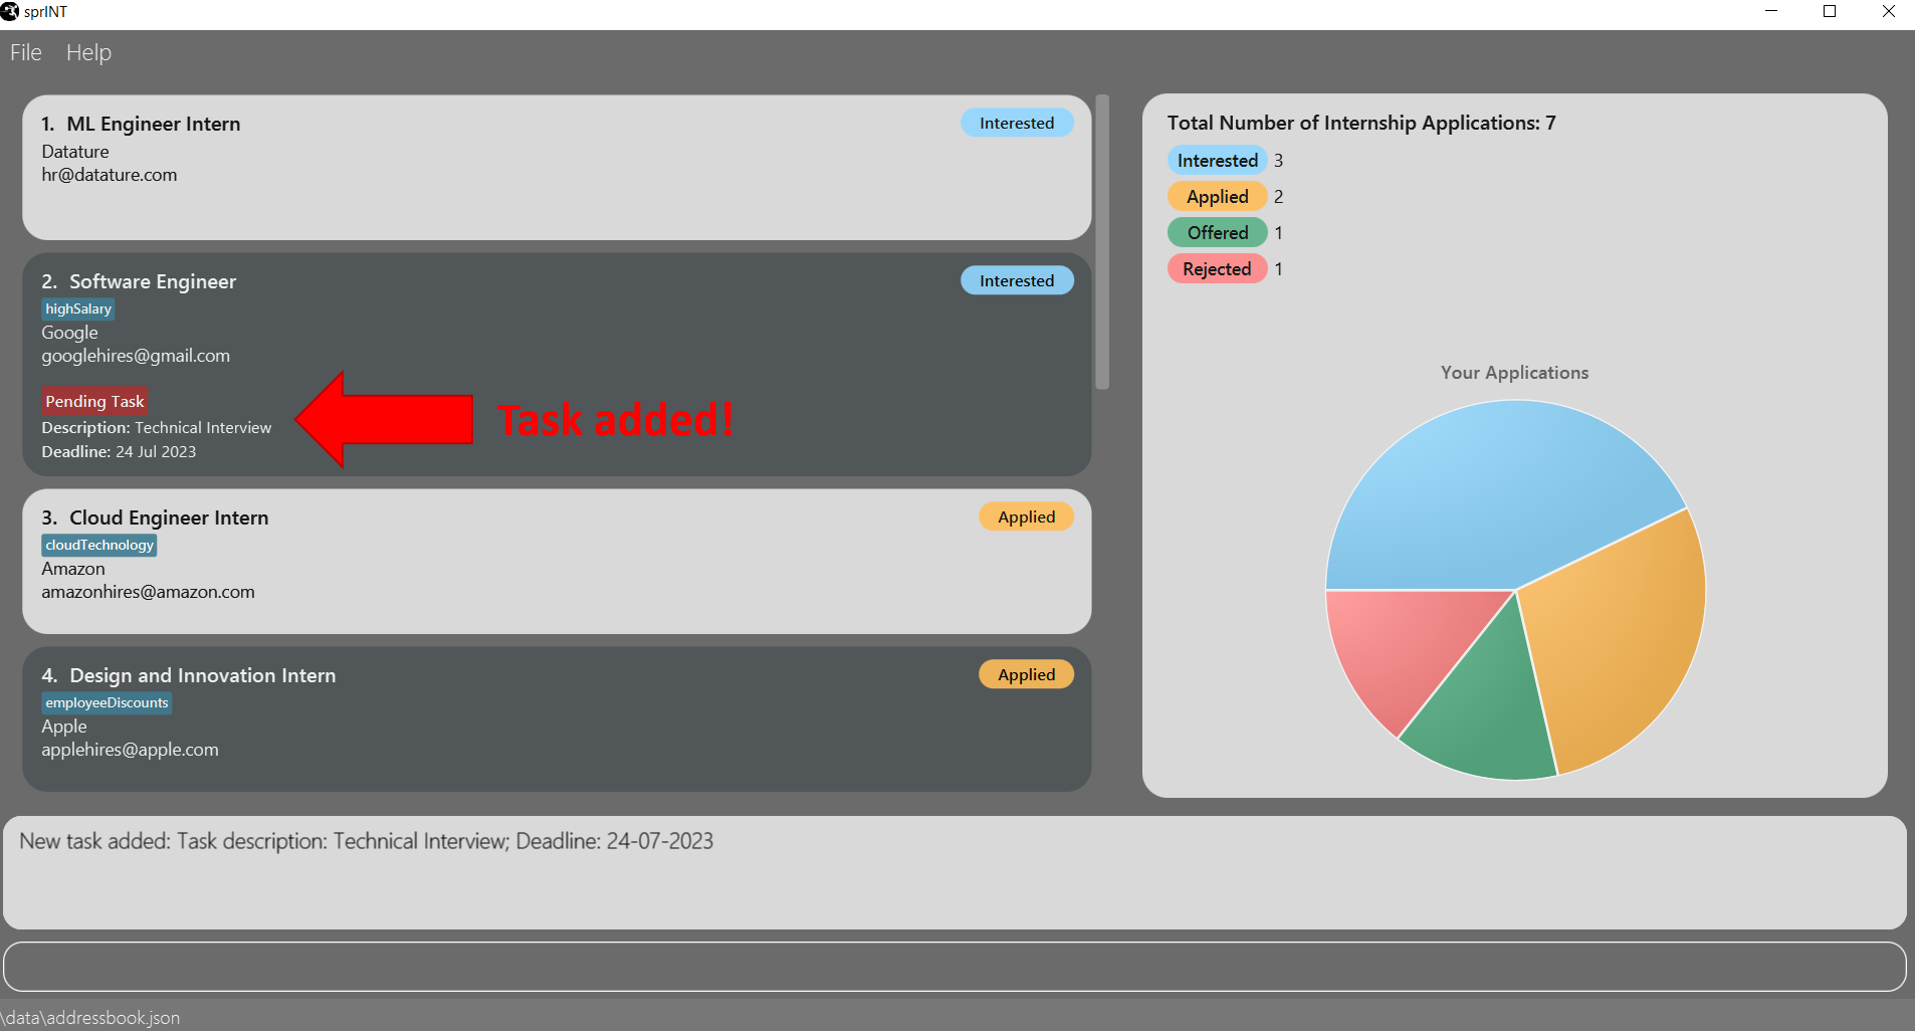 sprINT
File Help
1. ML Engineer Intern
Interested
Datature
hr@datature.com
2. Software Engineer
Interested
highSalary
Google
googlehires@gmail.com
Pending Task
Description: Technical Interview
Deadline: 24 Jul 2023
Task added!
3. Cloud Engineer Intern
Applied
cloudTechnology
Amazon
amazonhires@amazon.com
4. Design and Innovation Intern
Applied
employeeDiscounts
Apple
applehires@apple.com
Total Number of Internship Applications: 7
Interested 3
Applied 2
Offered 1
Rejected 1
Your Applications
New task added: Task description: Technical Interview; Deadline: 24-07-2023
\data\addressbook.json